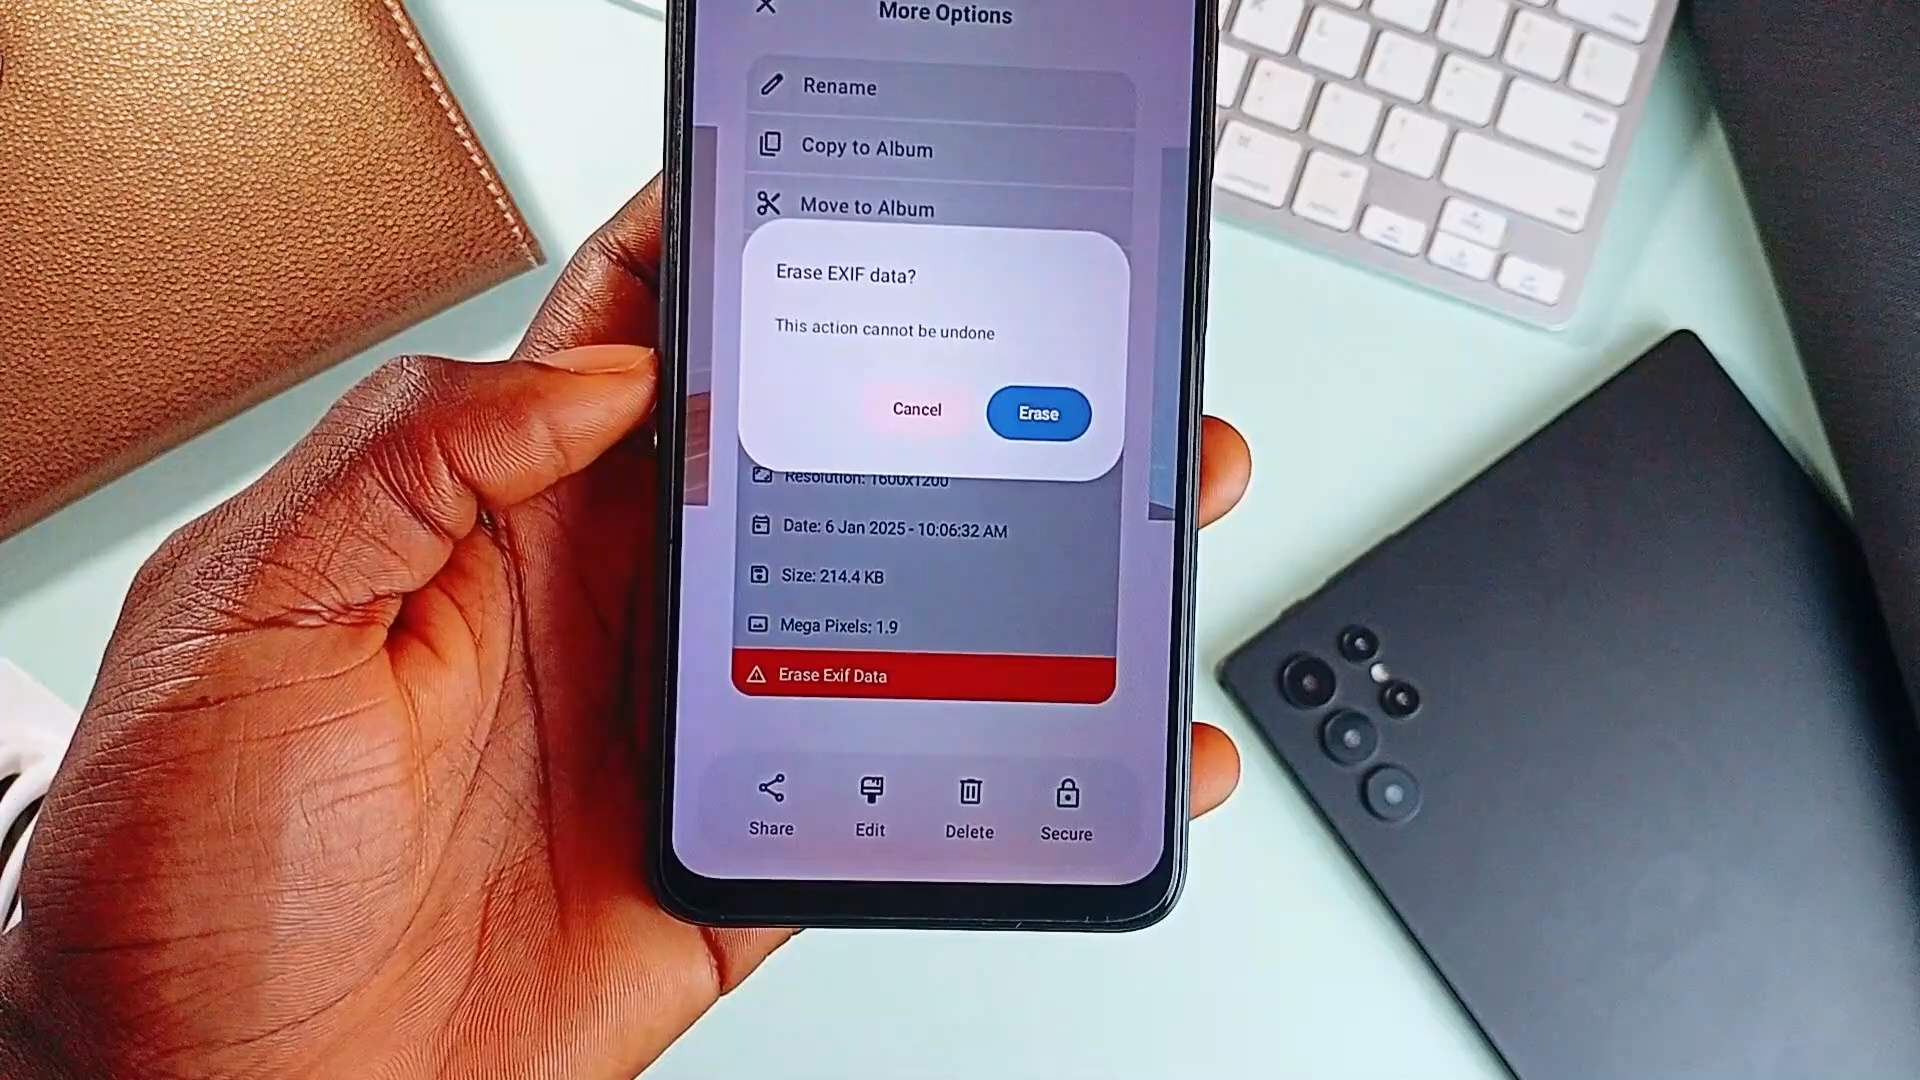 More Options
Rename
Copy to Album
Move to Album
Erase EXIF data?
This action cannot be undone
Cancel
Erase
Resolution: 1600x1200
Date: 6 Jan 2025 - 10:06:32 AM
Size: 214.4 KB
Mega Pixels: 1.9
Erase Exif Data
Share
Edit
Delete
Secure